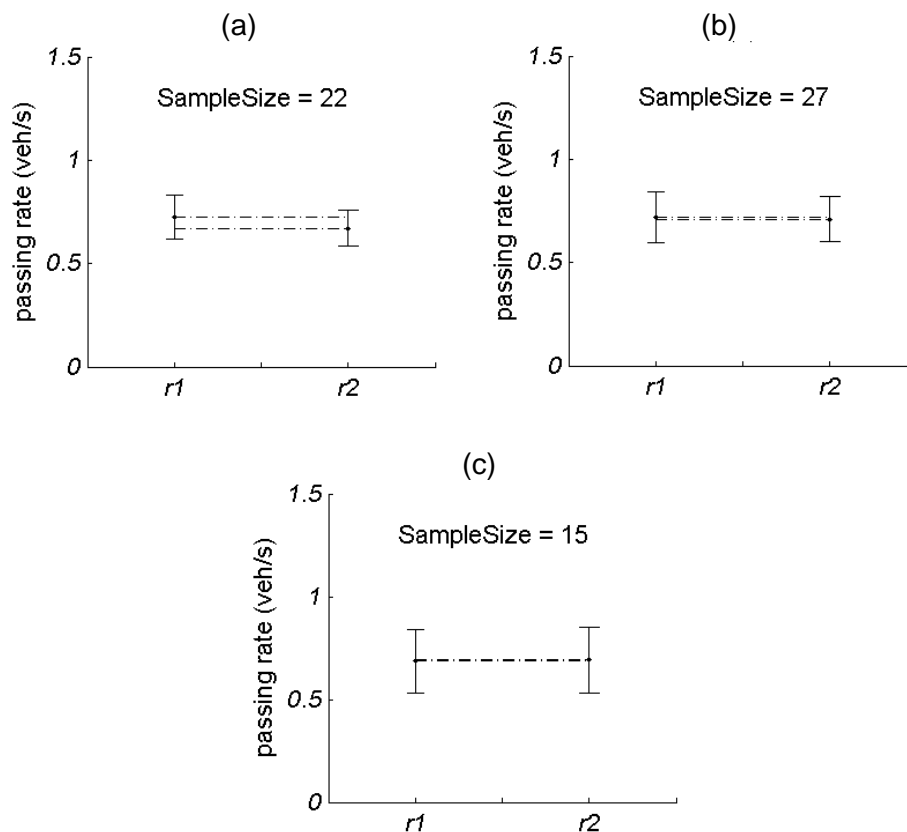 (a)
1.5
SampleSize = 22
1
0.5
0
passing rate (veh/s)
r1 r2
(b)
1.5
SampleSize = 27
1
0.5
0
passing rate (veh/s)
r1 r2
(c)
1.5
SampleSize = 15
1
0.5
0
passing rate (veh/s)
r1 r2